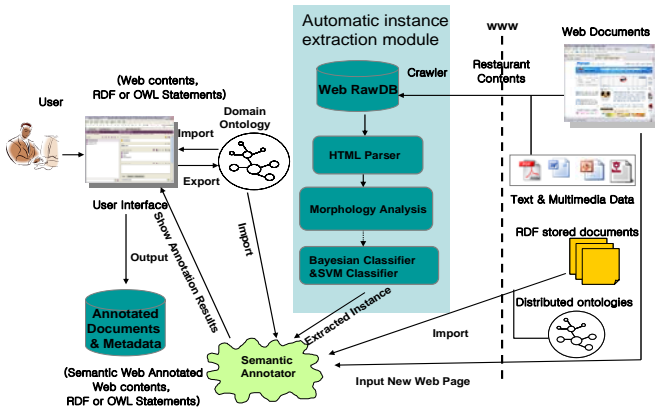 Automatic instance
extraction module
WWW
Web Documents
Restaurant
Contents
Crawler
Web RawDB
(Web contents,
RDF or OWL Statements)
User
Domain
Ontology
Import
Export
HTML Parser
Text & Multimedia Data
User Interface
Morphology Analysis
RDF stored documents
Show Annotation Results
Import
Output
Bayesian Classifier
&SVM Classifier
Distributed ontologies
Extracted Instance
Annotated
Documents
& Metadata
Import
Semantic
Annotator
(Semantic Web Annotated
Web contents,
RDF or OWL Statements)
Input New Web Page